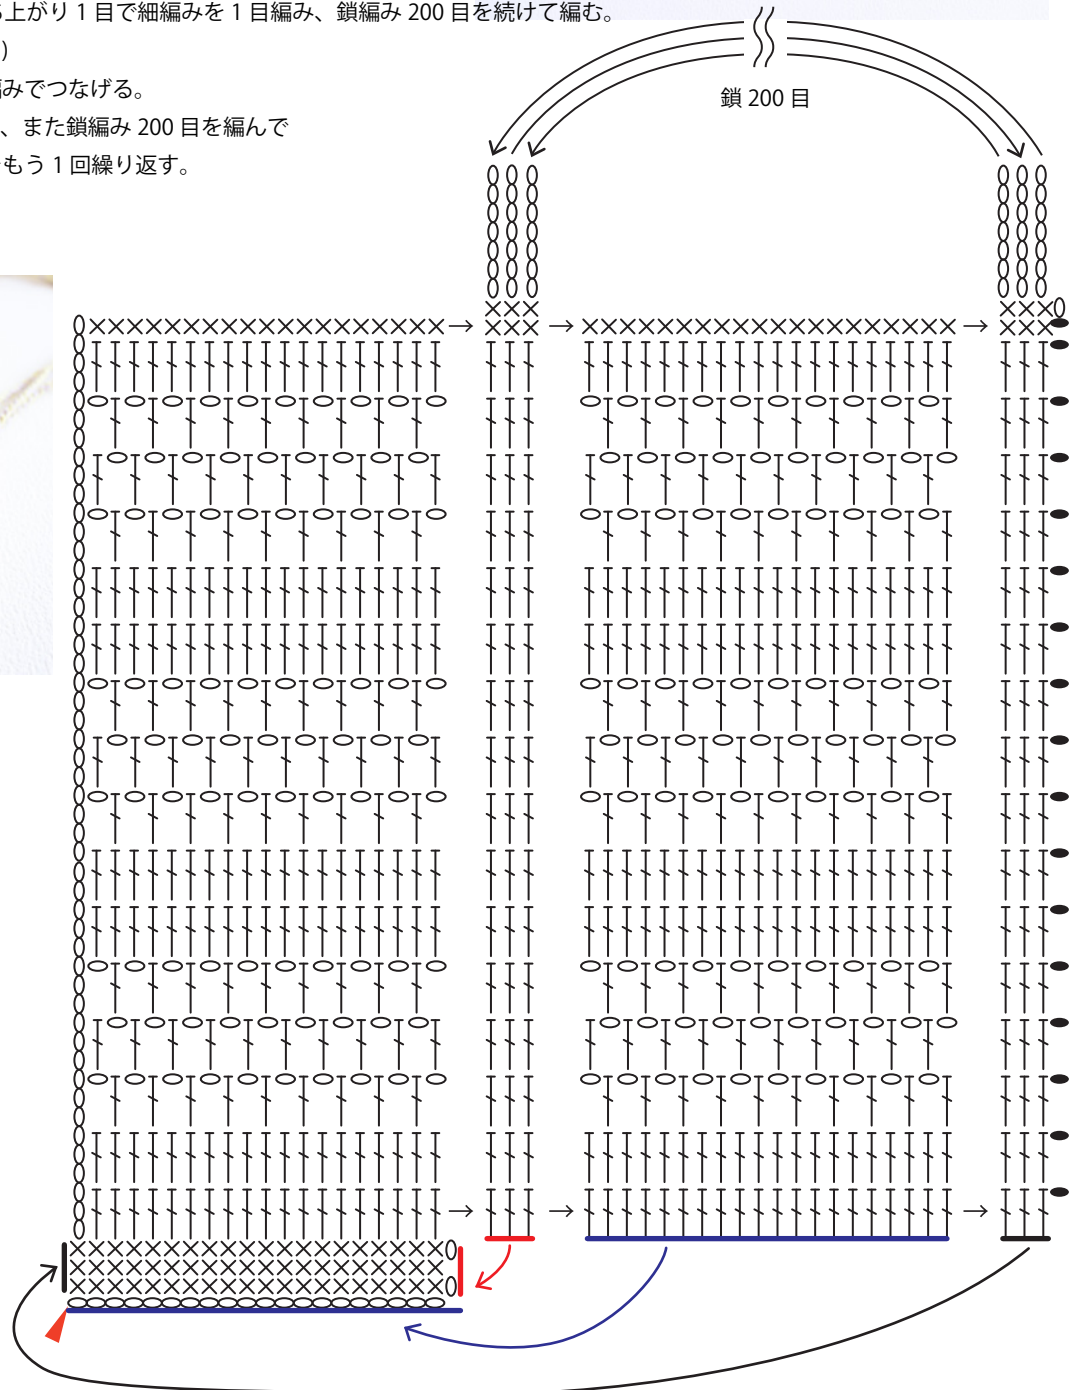 上がり 1 目で細編みを 1 目編み、鎖編み 200 目を続けて編む。
)
みでつなげる。
、また鎖編み 200 目を編んで
もう 1 回繰り返す。
鎖 200 目